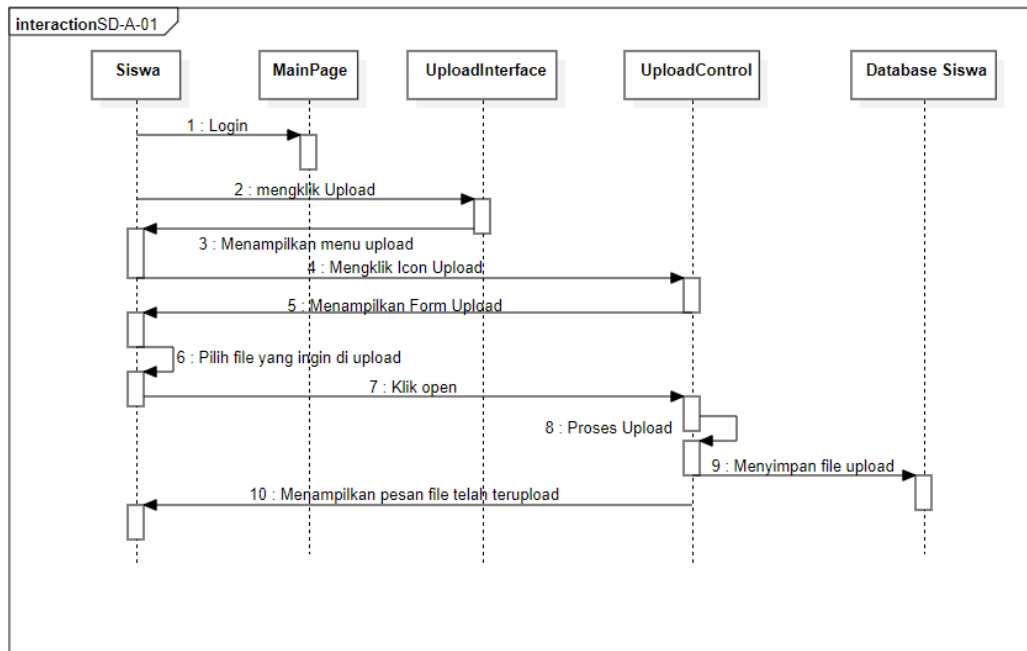 interactionSD-A-01
Siswa
MainPage
UploadInterface
UploadControl
Database Siswa
1 : Login
2 : mengklik Upload
3 : Menampilkan menu upload
4 : Mengklik Icon Upload
5 : Menampilkan Form Upload
6 : Pilih file yang ingin di upload
7 : Klik open
8 : Proses Upload
9 : Menyimpan file upload
10 : Menampilkan pesan file telah terupload